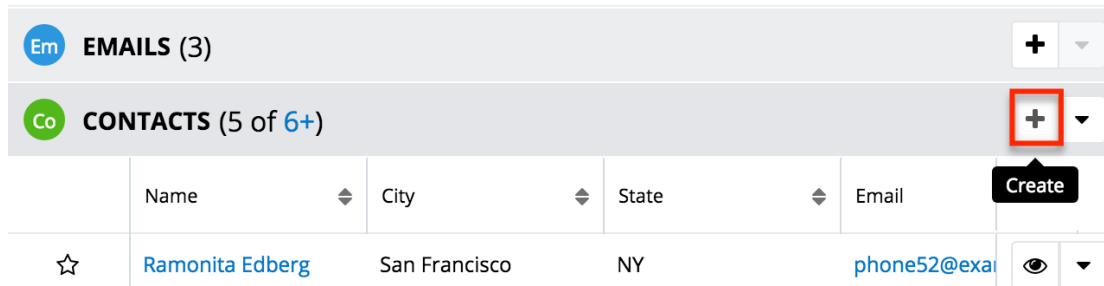 Em EMAILS (3)
Co CONTACTS (5 of 6+)
Create
Name City State Email
Ramonita Edberg San Francisco NY phone52@exa